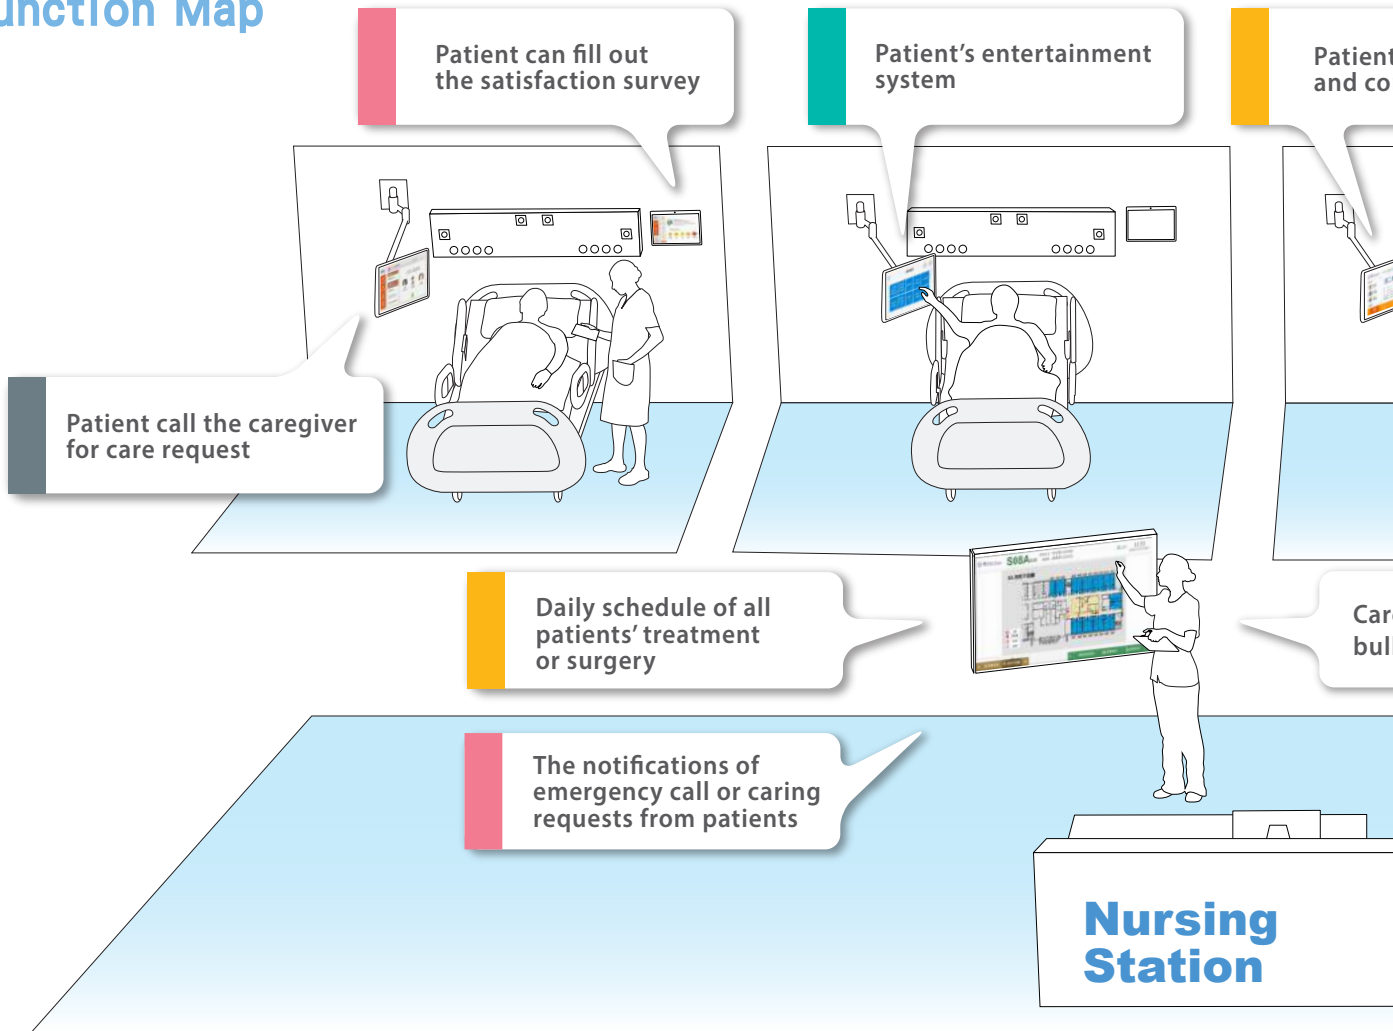 unction Map
Patient can fill out
the satisfaction survey
Patient’s entertainment
system
Patient
and co
Patient call the caregiver
for care request
S08A
Daily schedule of all
patients’ treatment
or surgery
Car
bull
The notifications of
emergency call or caring
requests from patients
Nursing
Station